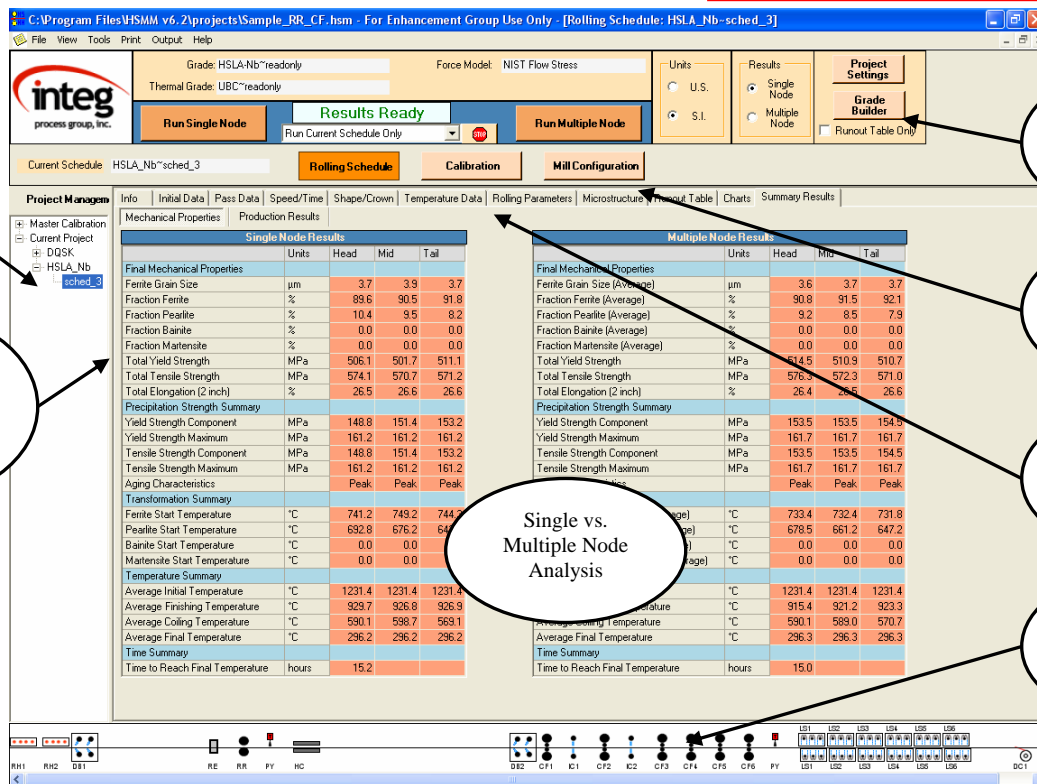 C:\Program Files\HSMM v6.2\projects\Sample_RR_CF.hsm - For Enhancement Group Use Only - [Rolling Schedule: HSLA_Nb~sched_3]
File View Tools Print Output Help
integ
process group, inc.
Grade: HSLA-Nb~readonly
Force Model: NIST Flow Stress
Thermal Grade: UBC~readonly
Run Single Node
Results Ready
Run Current Schedule Only
STOP
Run Multiple Node
Units
U.S.
S.I.
Results
Single Node
Multiple Node
Project Settings
Grade Builder
Runout Table Only
Current Schedule HSLA_Nb~sched_3
Rolling Schedule
Calibration
Mill Configuration
Project Managem
Master Calibration
Current Project
DQSK
HSLA_Nb
sched_3
Info Initial Data Pass Data Speed/Time Shape/Crown Temperature Data Rolling Parameters Microstructure Runout Table Charts Summary Results
Mechanical Properties Production Results
Single Node Results
Units Head Mid Tail
Final Mechanical Properties
Ferrite Grain Size µm 3.7 3.9 3.7
Fraction Ferrite % 89.6 90.5 91.8
Fraction Pearlite % 10.4 9.5 8.2
Fraction Bainite % 0.0 0.0 0.0
Fraction Martensite % 0.0 0.0 0.0
Total Yield Strength MPa 506.1 501.7 511.1
Total Tensile Strength MPa 574.1 570.7 571.2
Total Elongation (2 inch) % 26.5 26.6 26.6
Precipitation Strength Summary
Yield Strength Component MPa 148.8 151.4 153.2
Yield Strength Maximum MPa 161.2 161.2 161.2
Tensile Strength Component MPa 148.8 151.4 153.2
Tensile Strength Maximum MPa 161.2 161.2 161.2
Aging Characteristics Peak Peak Peak
Transformation Summary
Ferrite Start Temperature °C 741.2 749.2 744.
Pearlite Start Temperature °C 692.8 676.2
Bainite Start Temperature °C 0.0 0.0
Martensite Start Temperature °C 0.0 0.0
Temperature Summary
Average Initial Temperature °C 1231.4 1231.4 1231.4
Average Finishing Temperature °C 929.7 926.8 926.9
Average Coiling Temperature °C 590.1 598.7 569.1
Average Final Temperature °C 296.2 296.2 296.2
Time Summary
Time to Reach Final Temperature hours 15.2
Multiple Node Results
Units Head Mid Tail
Final Mechanical Properties
Ferrite Grain Size (Average) µm 3.6 3.7 3.7
Fraction Ferrite (Average) % 90.8 91.5 92.1
Fraction Pearlite (Average) % 9.2 8.5 7.9
Fraction Bainite (Average) % 0.0 0.0 0.0
Fraction Martensite (Average) % 0.0 0.0 0.0
Total Yield Strength MPa 514.5 510.9 510.7
Total Tensile Strength MPa 576.3 572.3 571.0
Total Elongation (2 inch) % 26.4 26.5 26.6
Precipitation Strength Summary
Yield Strength Component MPa 153.5 153.5 154.5
Yield Strength Maximum MPa 161.7 161.7 161.7
Tensile Strength Component MPa 153.5 153.5 154.5
Tensile Strength Maximum MPa 161.7 161.7 161.7
Peak Peak Peak
°C 733.4 732.4 731.8
°C 678.5 661.2 647.2
°C 0.0 0.0 0.0
°C 0.0 0.0 0.0
°C 1231.4 1231.4 1231.4
°C 915.4 921.2 923.3
Average Coiling Temperature °C 590.1 589.0 570.7
Average Final Temperature °C 296.3 296.3 296.3
Time Summary
Time to Reach Final Temperature hours 15.0
Single vs.
Multiple Node
Analysis
LS1 LS2 LS3 LS4 LS5 LS6
RH1 RH2 DB1 RE RR PY HC DB2 CF1 IC1 CF2 IC2 CF3 CF4 CF5 CF6 PY LS1 LS2 LS3 LS4 LS5 LS6 DC1